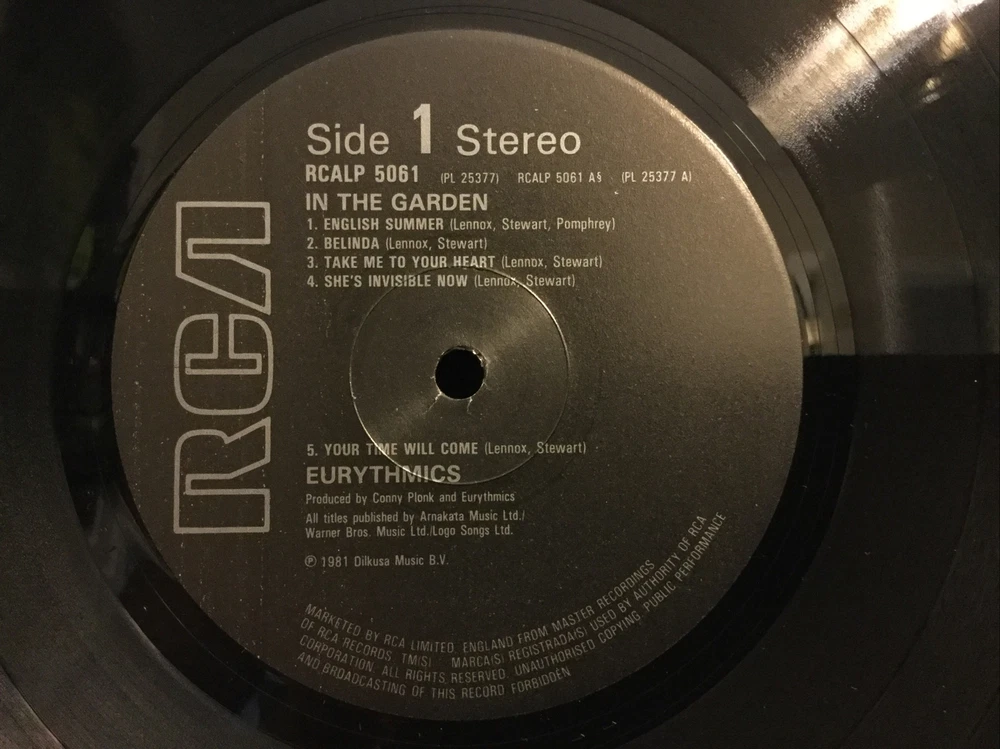 RCA
Side 1 Stereo
RCALP 5061 (PL 25377) RCALP 5061 A§ (PL 25377 A)
IN THE GARDEN
1. ENGLISH SUMMER (Lennox, Stewart, Pomphrey)
2. BELINDA (Lennox, Stewart)
3. TAKE ME TO YOUR HEART (Lennox, Stewart)
4. SHE'S INVISIBLE NOW (Lennox, Stewart)
5. YOUR TIME WILL COME (Lennox, Stewart)
EURYTHMICS
Produced by Conny Plonk and Eurythmics
All titles published by Arnakata Music Ltd./
Warner Bros. Music Ltd./Logo Songs Ltd.
℗ 1981 Dilkusa Music B.V.
MARKETED BY RCA LIMITED, ENGLAND FROM MASTER RECORDINGS
OF RCA RECORDS. TM(S) MARCA(S) REGISTRADA(S) USED BY AUTHORITY OF RCA
CORPORATION. ALL RIGHTS RESERVED. UNAUTHORISED COPYING, PUBLIC PERFORMANCE
AND BROADCASTING OF THIS RECORD FORBIDDEN